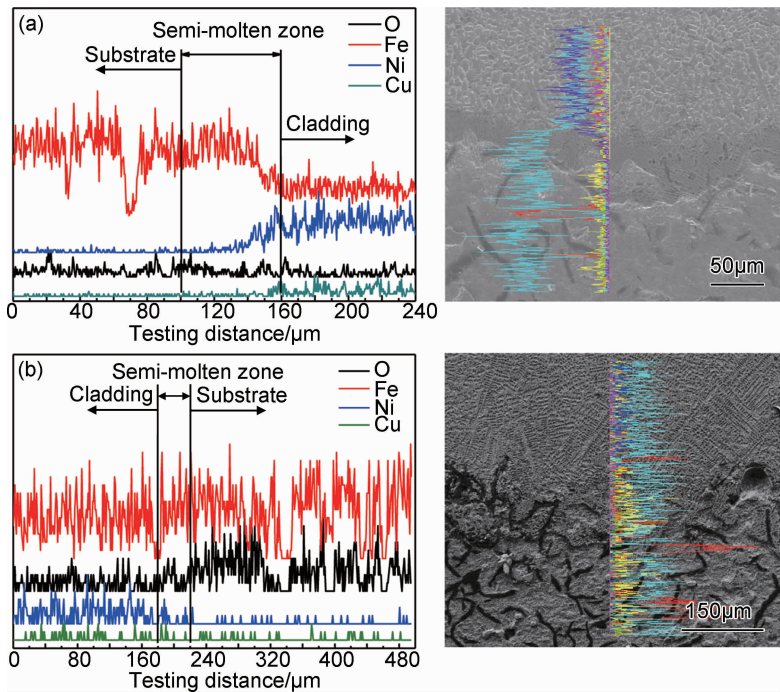 (a)
Semi-molten zone
Substrate
Cladding
O
Fe
Ni
Cu
0 40 80 120 160 200 240
Testing distance/μm
50μm
(b)
Semi-molten zone
Cladding
Substrate
O
Fe
Ni
Cu
0 80 160 240 320 400 480
Testing distance/μm
150μm